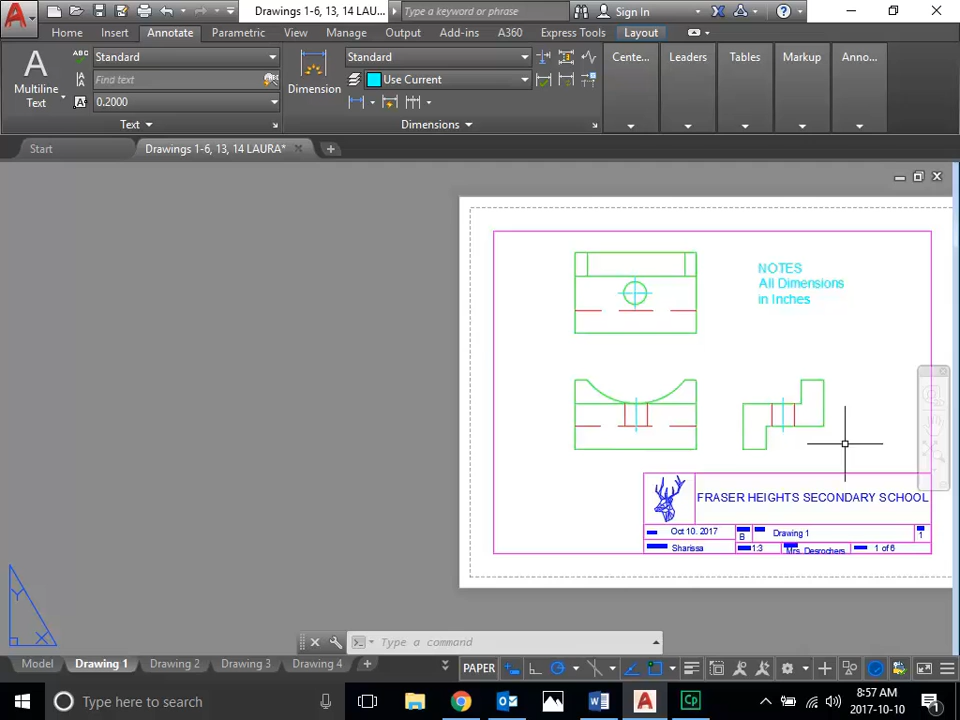 Drawings 1-6, 13, 14 LAU...
Type a keyword or phrase
Sign In
Home Insert Annotate Parametric View Manage Output Add-ins A360 Express Tools Layout
Multiline Text
Standard
Find text
0.2000
Text
Dimension
Standard
Use Current
Dimensions
Cente...
Leaders
Tables
Markup
Anno...
Start
Drawings 1-6, 13, 14 LAURA*
NOTES
All Dimensions
in Inches
FRASER HEIGHTS SECONDARY SCHOOL
Oct 10. 2017 B Drawing 1 1
Sharissa 1:3 Mrs. Desrochers 1 of 6
Y
X
Type a command
Model Drawing 1 Drawing 2 Drawing 3 Drawing 4
PAPER
Type here to search
8:57 AM
2017-10-10